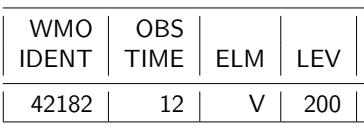 WMO OBS
IDENT TIME ELM LEV
42182 12 V 200